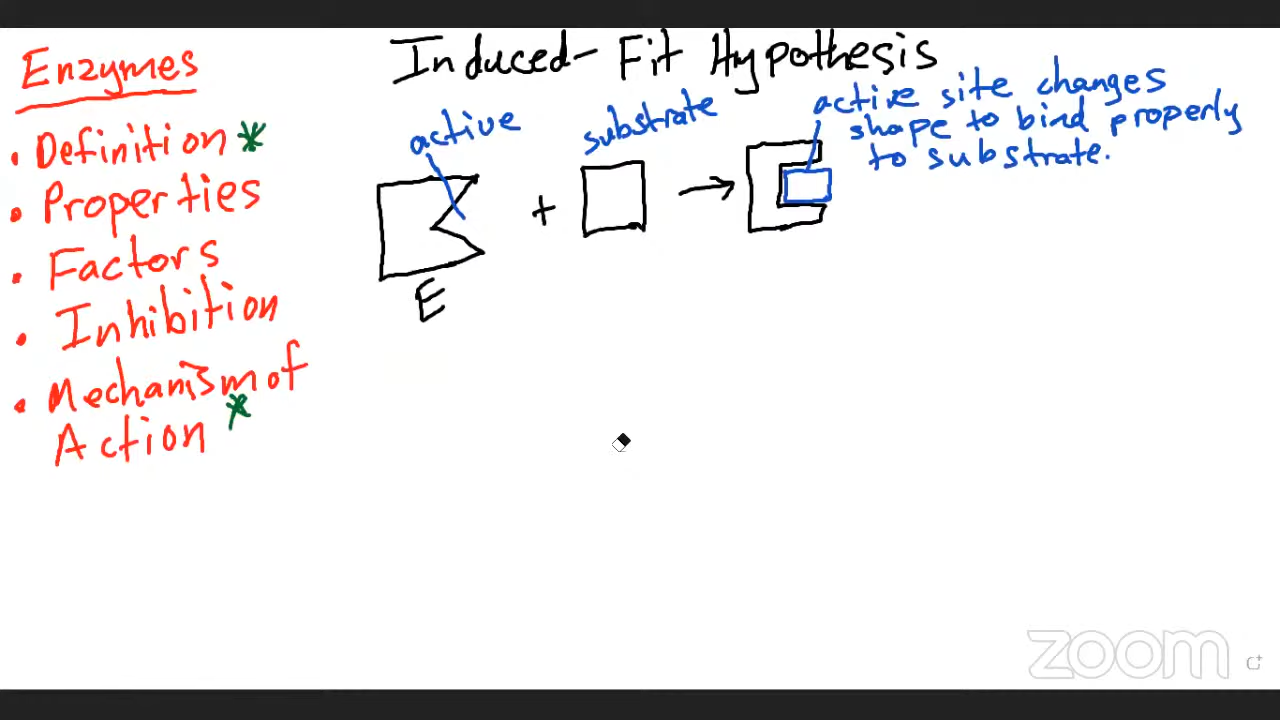 Enzymes
• Definition *
• Properties
• Factors
• Inhibition
• Mechanism of
Action *
Induced-Fit Hypothesis
active
substrate
active site changes
shape to bind properly
to substrate.
+
→
E
zoom